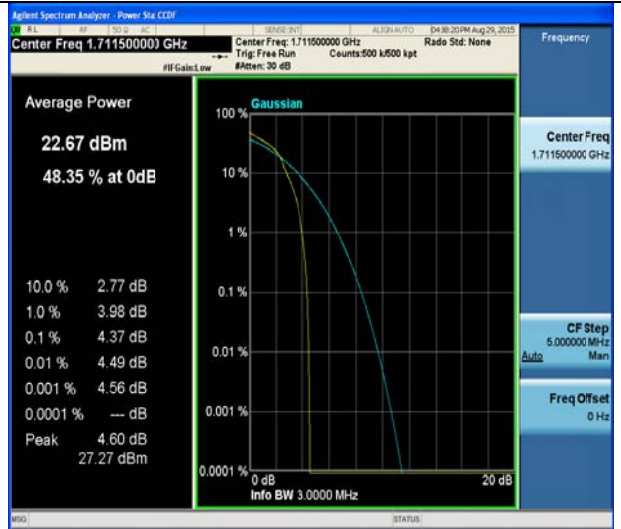 Agilent Spectrum Analyzer - Power Stat CCDF
RL RF 50 Ω AC SENSE:INT ALIGN AUTO 04:38:20 PM Aug 29, 2015
Center Freq 1.711500000 GHz
Center Freq: 1.711500000 GHz Radio Std: None
Trig: Free Run Counts:500 k/500 kpt
#IFGain:Low #Atten: 30 dB
Frequency
Average Power
22.67 dBm
48.35 % at 0dB
10.0 % 2.77 dB
1.0 % 3.98 dB
0.1 % 4.37 dB
0.01 % 4.49 dB
0.001 % 4.56 dB
0.0001 % --- dB
Peak 4.60 dB
27.27 dBm
Gaussian
100 %
10 %
1 %
0.1 %
0.01 %
0.001 %
0.0001 %
0 dB 20 dB
Info BW 3.0000 MHz
Center Freq
1.711500000 GHz
CF Step
5.000000 MHz
Auto Man
Freq Offset
0 Hz
MSG STATUS